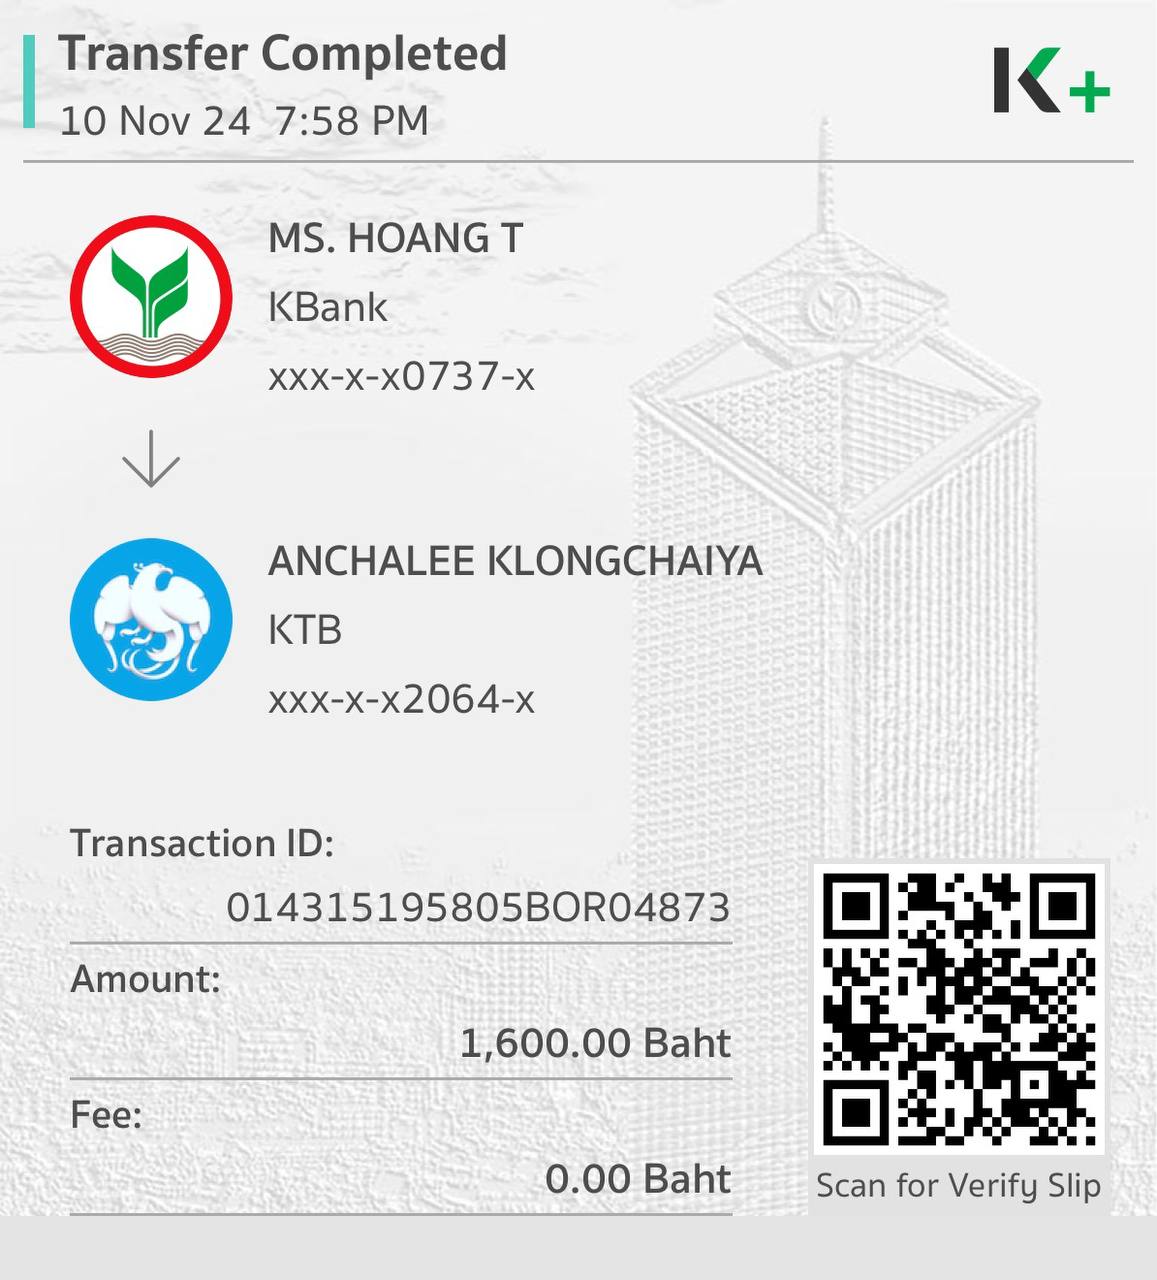 Transfer Completed
10 Nov 24 7:58 PM
K+
MS. HOANG T
KBank
xxx-x-x0737-x
ANCHALEE KLONGCHAIYA
KTB
xxx-x-x2064-x
Transaction ID:
014315195805BOR04873
Amount:
1,600.00 Baht
Fee:
0.00 Baht
Scan for Verify Slip